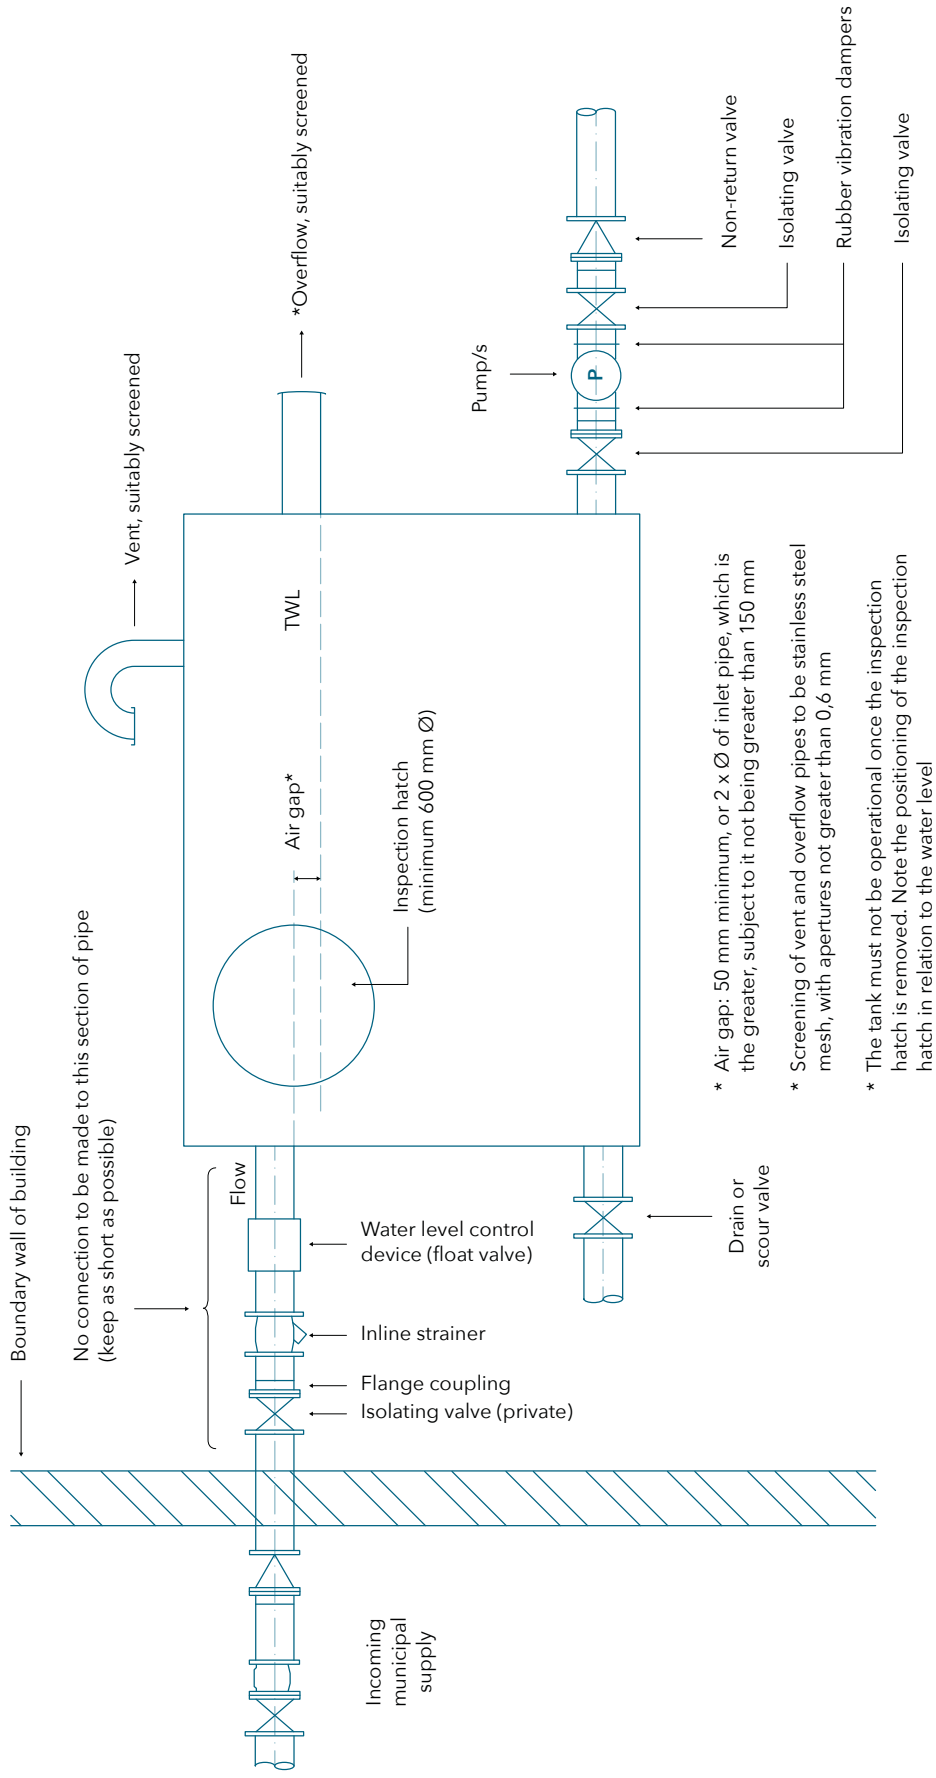 Boundary wall of building
No connection to be made to this section of pipe
(keep as short as possible)
Vent, suitably screened
*Overflow, suitably screened
Flow
Air gap*
TWL
Inspection hatch
(minimum 600 mm Ø)
Incoming
municipal
supply
Isolating valve (private)
Flange coupling
Inline strainer
Water level control
device (float valve)
Pump/s
P
Drain or
scour valve
Non-return valve
Isolating valve
Rubber vibration dampers
Isolating valve
* Air gap: 50 mm minimum, or 2 x Ø of inlet pipe, which is
the greater, subject to it not being greater than 150 mm
* Screening of vent and overflow pipes to be stainless steel
mesh, with apertures not greater than 0,6 mm
* The tank must not be operational once the inspection
hatch is removed. Note the positioning of the inspection
hatch in relation to the water level